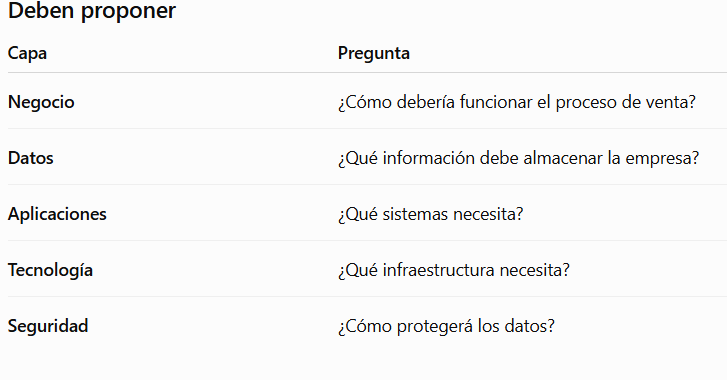 Deben proponer
Capa Pregunta
Negocio ¿Cómo debería funcionar el proceso de venta?
Datos ¿Qué información debe almacenar la empresa?
Aplicaciones ¿Qué sistemas necesita?
Tecnología ¿Qué infraestructura necesita?
Seguridad ¿Cómo protegerá los datos?